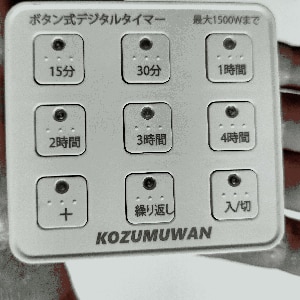 ボタン式デジタルタイマー 最大1500Wまで
15分 30分 1時間
2時間 3時間 4時間
＋ 繰り返し 入/切
KOZUMUWAN